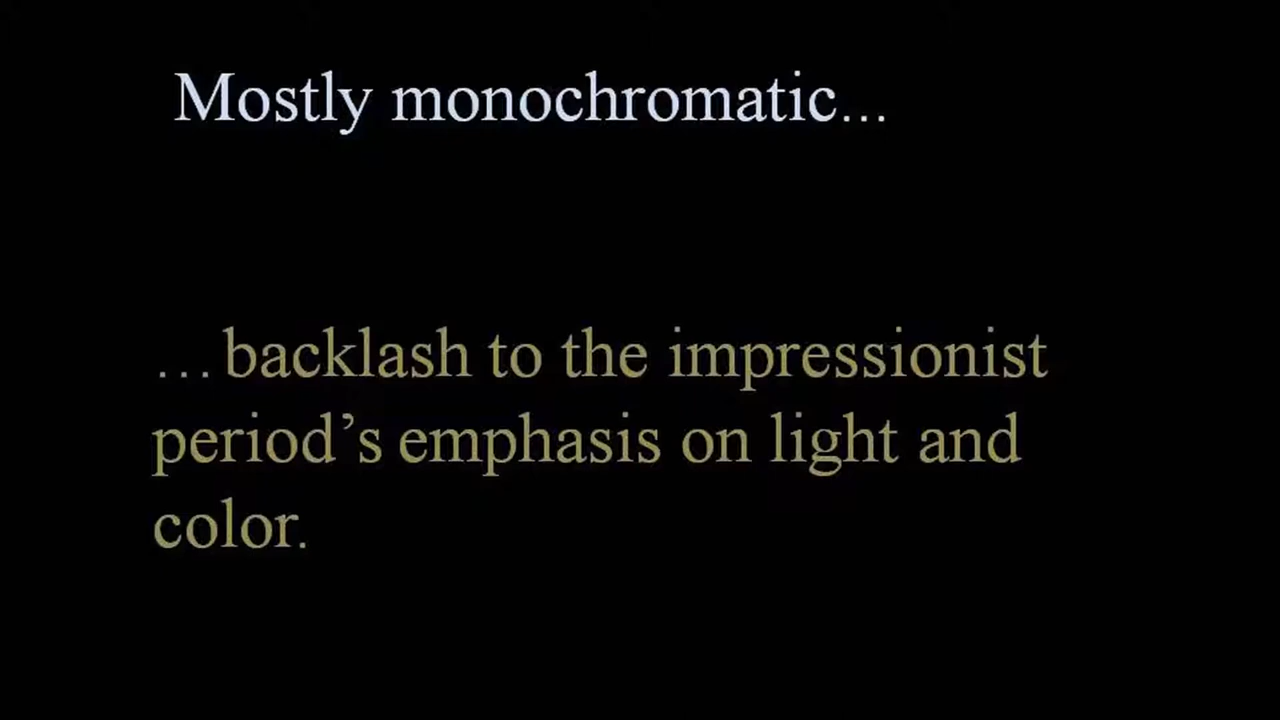 Mostly monochromatic...
…backlash to the impressionist
period’s emphasis on light and
color.